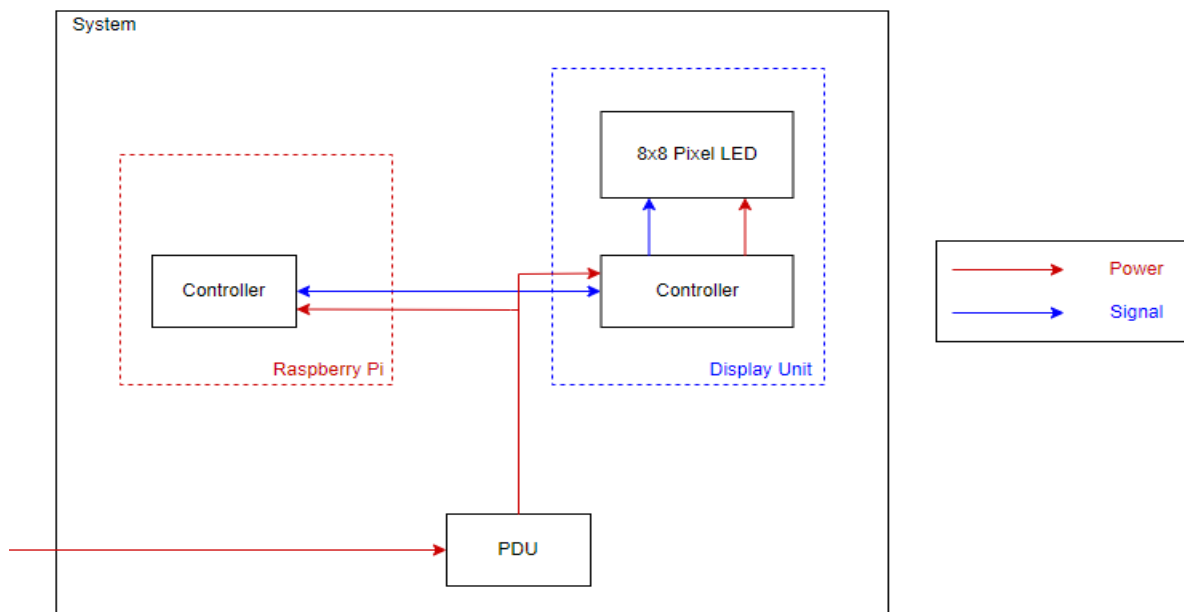 System
8x8 Pixel LED
Controller
Controller
Raspberry Pi
Display Unit
PDU
Power
Signal